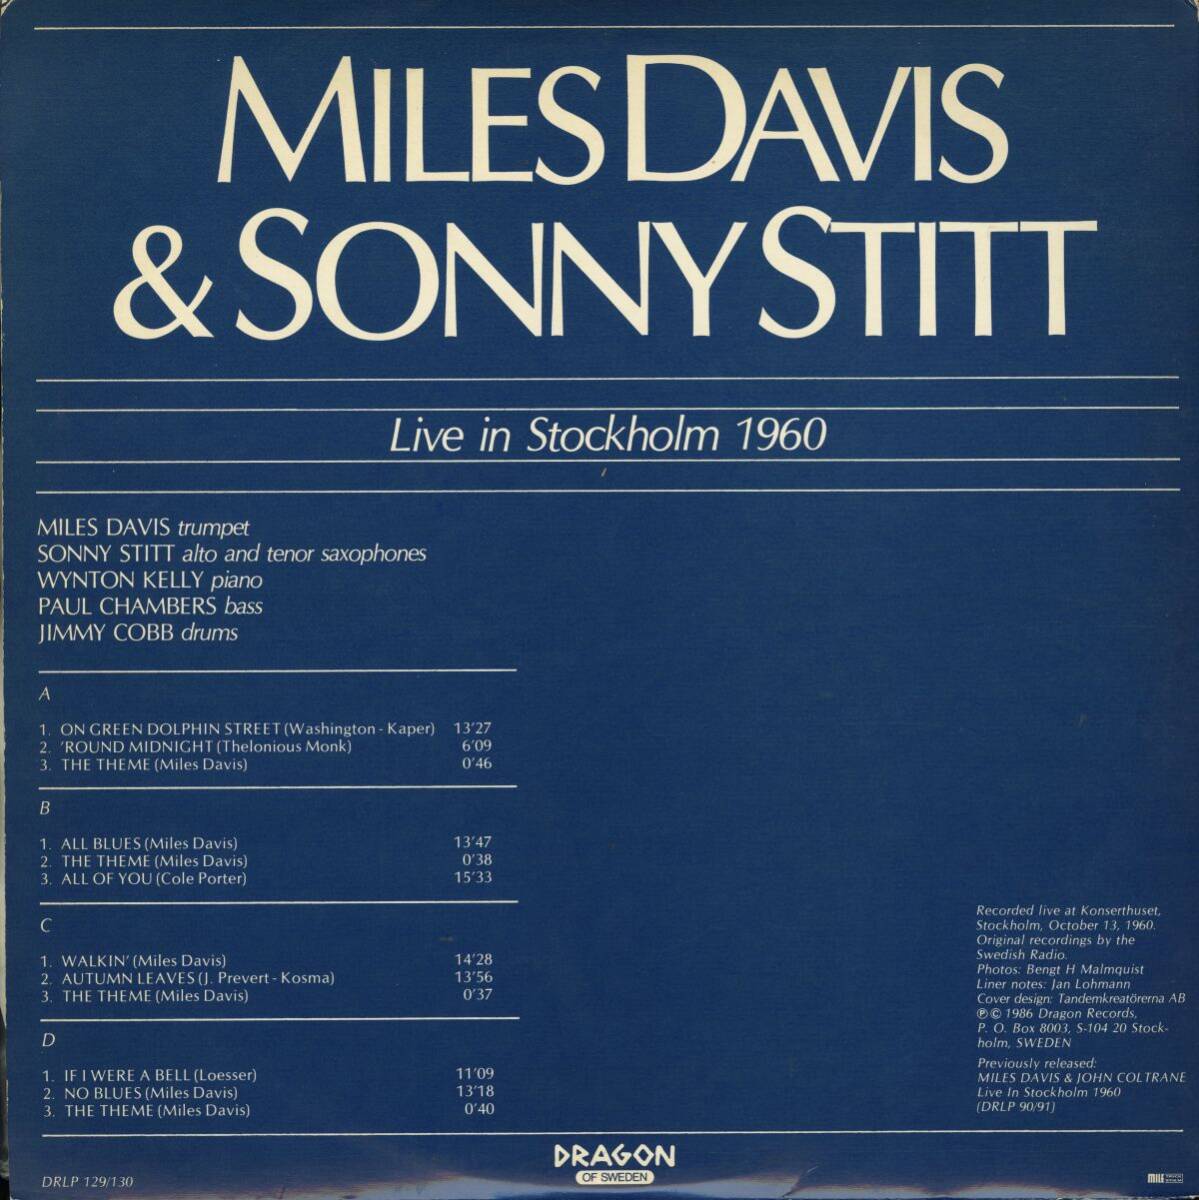 MILES DAVIS
& SONNY STITT
Live in Stockholm 1960
MILES DAVIS trumpet
SONNY STITT alto and tenor saxophones
WYNTON KELLY piano
PAUL CHAMBERS bass
JIMMY COBB drums
A
1. ON GREEN DOLPHIN STREET (Washington - Kaper) 13'27
2. 'ROUND MIDNIGHT (Thelonious Monk) 6'09
3. THE THEME (Miles Davis) 0'46
B
1. ALL BLUES (Miles Davis) 13'47
2. THE THEME (Miles Davis) 0'38
3. ALL OF YOU (Cole Porter) 15'33
C
1. WALKIN' (Miles Davis) 14'28
2. AUTUMN LEAVES (J. Prevert - Kosma) 13'56
3. THE THEME (Miles Davis) 0'37
D
1. IF I WERE A BELL (Loesser) 11'09
2. NO BLUES (Miles Davis) 13'18
3. THE THEME (Miles Davis) 0'40
Recorded live at Konserthuset,
Stockholm, October 13, 1960.
Original recordings by the
Swedish Radio.
Photos: Bengt H Malmquist
Liner notes: Jan Lohmann
Cover design: Tandemkreatörerna AB
℗ © 1986 Dragon Records,
P. O. Box 8003, S-104 20 Stock-
holm, SWEDEN
Previously released:
MILES DAVIS & JOHN COLTRANE
Live In Stockholm 1960
(DRLP 90/91)
DRAGON
OF SWEDEN
DRLP 129/130